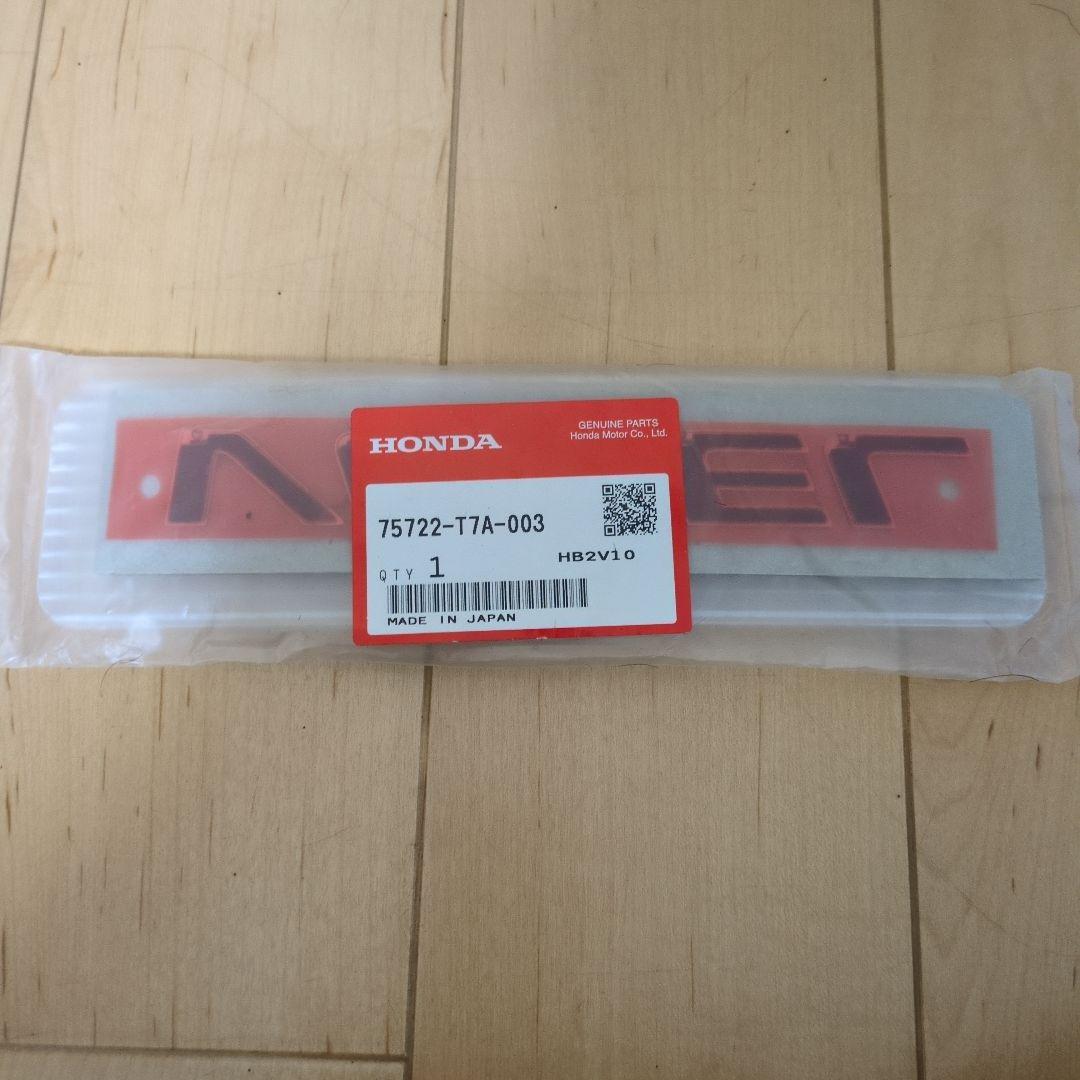 HONDA
GENUINE PARTS
Honda Motor Co., Ltd.
75722-T7A-003
HB2V10
QTY 1
MADE IN JAPAN